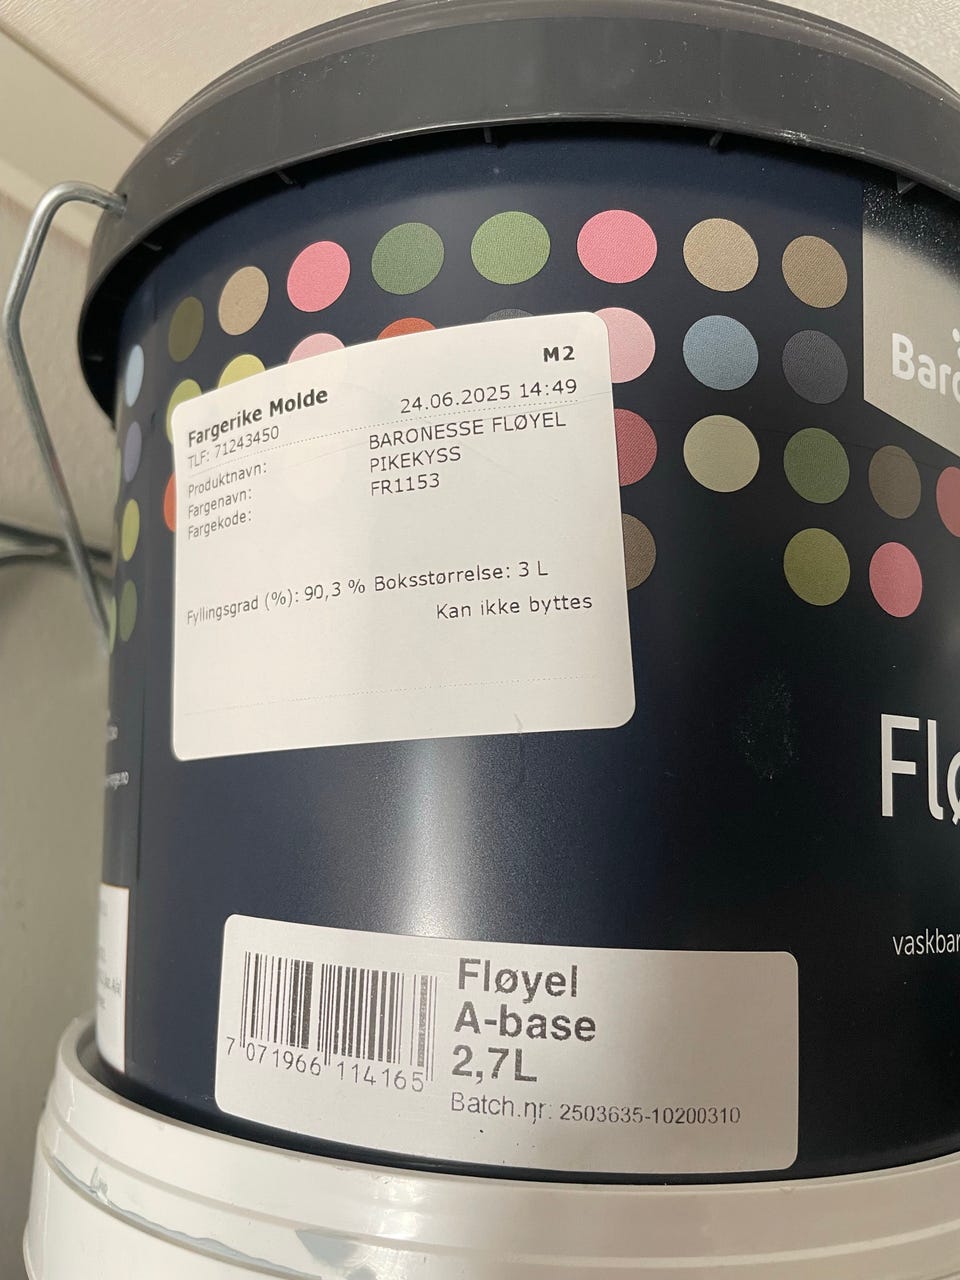 M2
Fargerike Molde 24.06.2025 14:49
TLF: 71243450
Produktnavn: BARONESSE FLØYEL
Fargenavn: PIKEKYSS
Fargekode: FR1153
Fyllingsgrad (%): 90,3 % Boksstørrelse: 3 L
Kan ikke byttes
Fløyel
A-base
2,7L
Batch.nr: 2503635-10200310
7 071966 114165